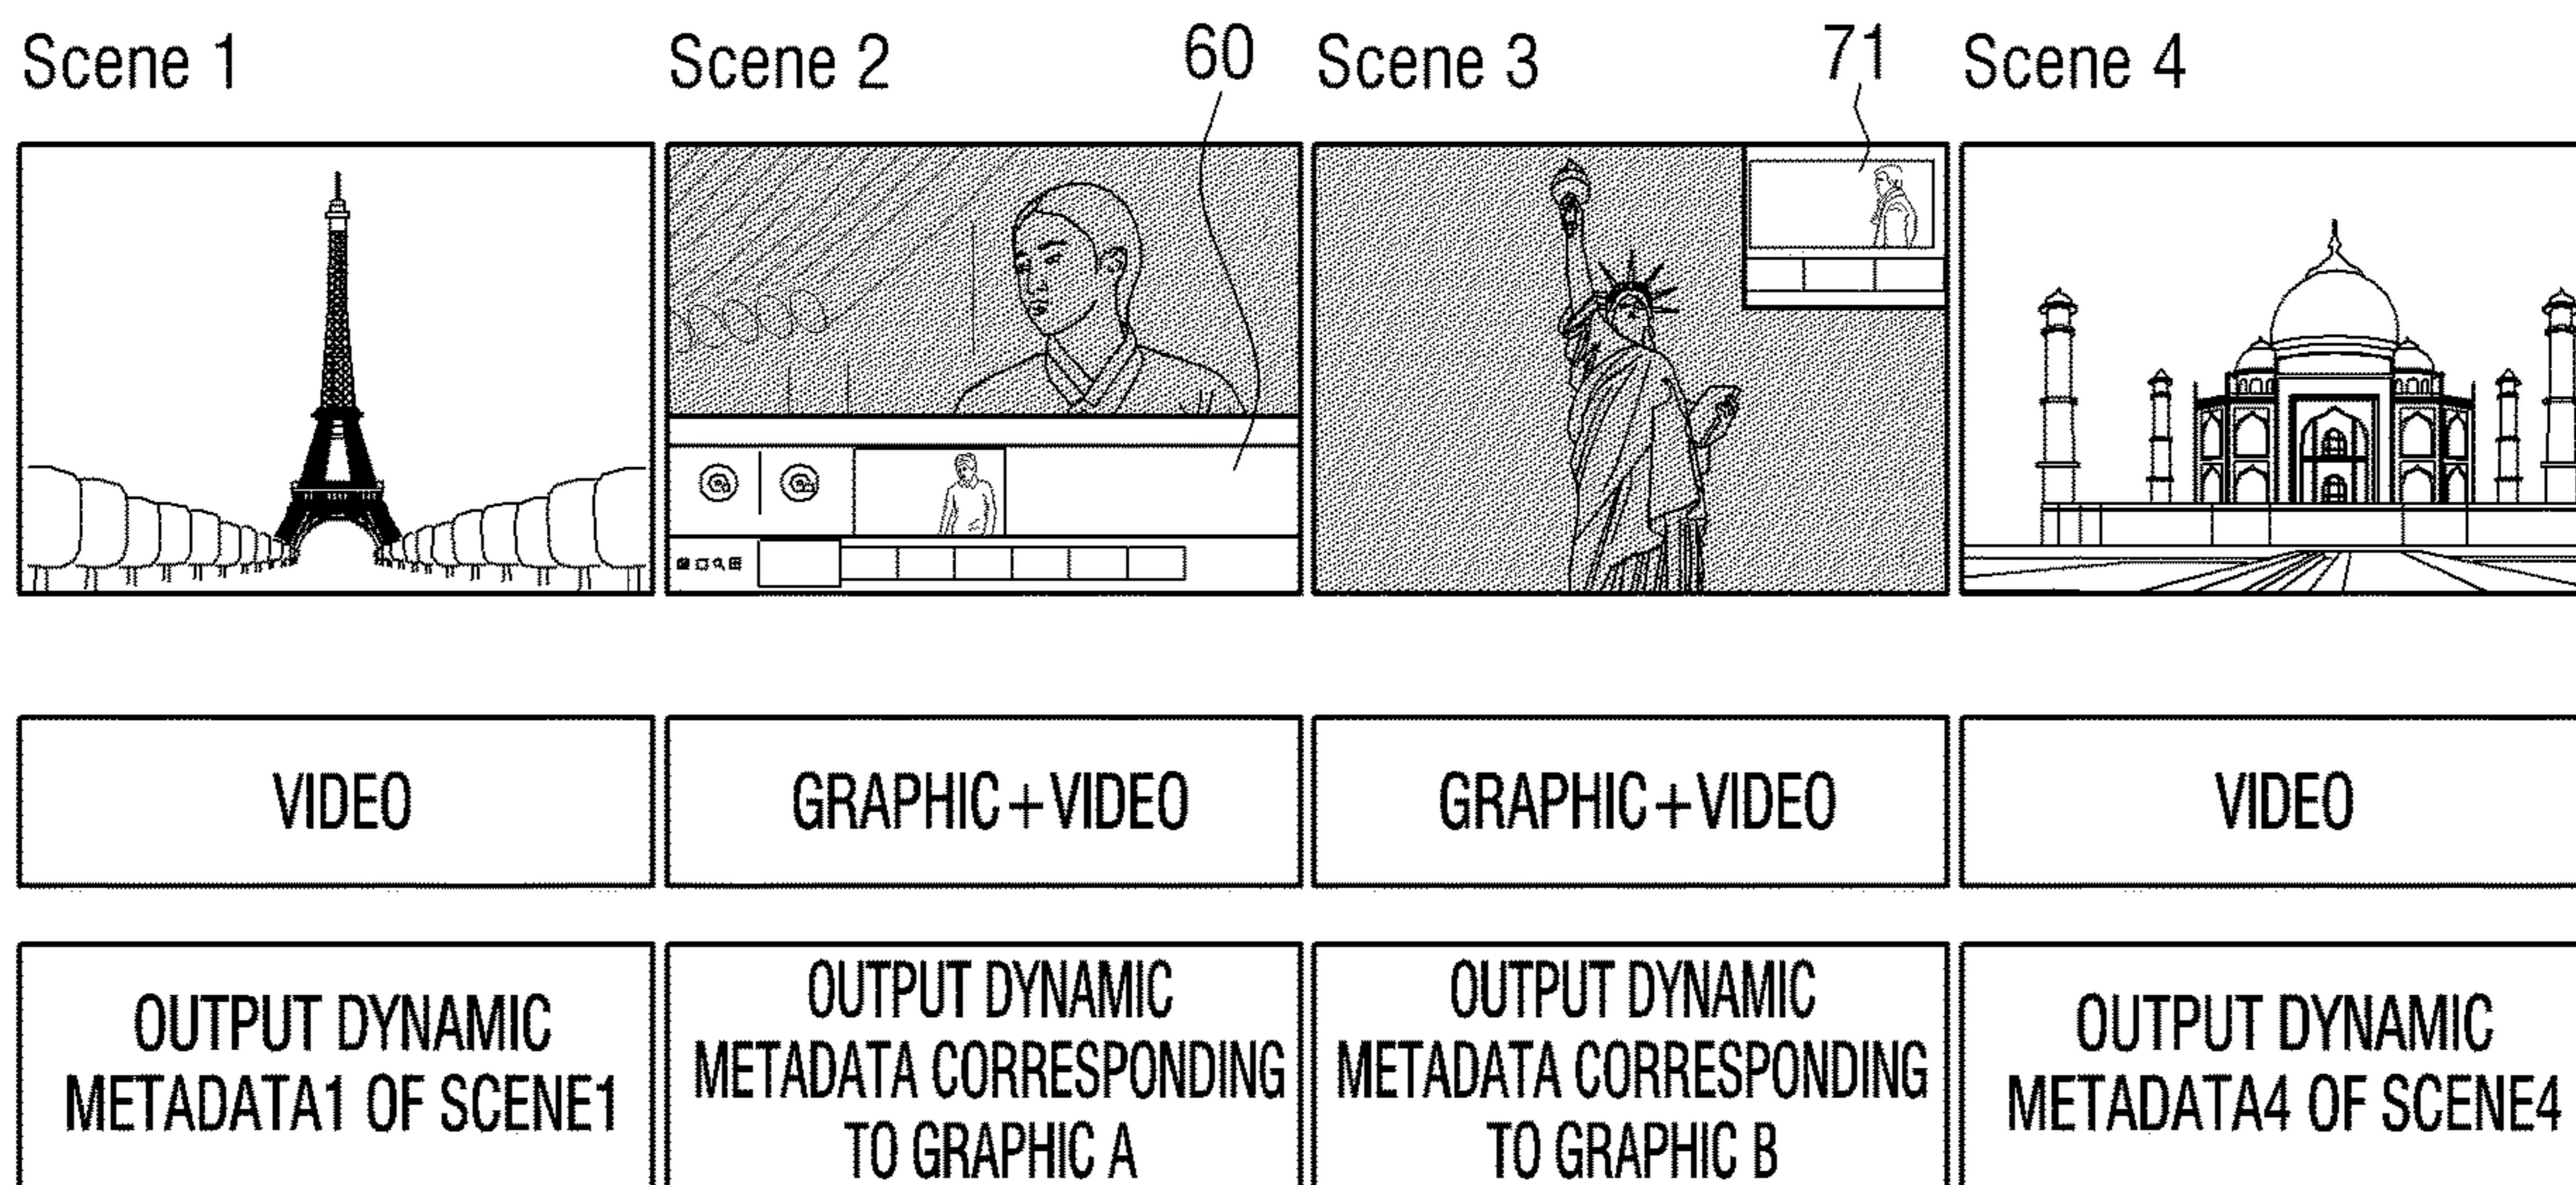 Scene 1
Scene 2
60
Scene 3
71
Scene 4
VIDEO
GRAPHIC+VIDEO
GRAPHIC+VIDEO
VIDEO
OUTPUT DYNAMIC
METADATA1 OF SCENE1
OUTPUT DYNAMIC
METADATA CORRESPONDING
TO GRAPHIC A
OUTPUT DYNAMIC
METADATA CORRESPONDING
TO GRAPHIC B
OUTPUT DYNAMIC
METADATA4 OF SCENE4